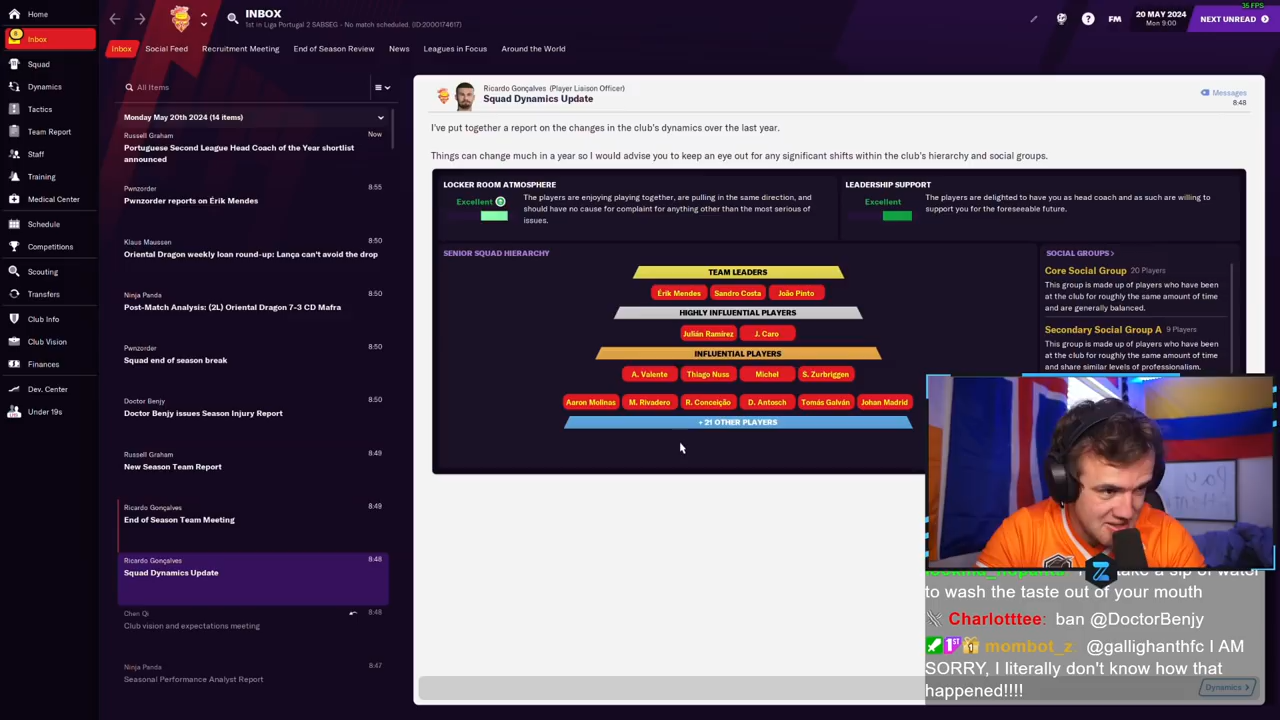 35 FPS
Home
INBOX
1st in Liga Portugal 2 SABSEG - No match scheduled. (ID:2000174617)
FM
20 MAY 2024
Mon 9:00
NEXT UNREAD
8
Inbox
Inbox
Social Feed
Recruitment Meeting
End of Season Review
News
Leagues in Focus
Around the World
Squad
Dynamics
Tactics
Team Report
Staff
Training
Medical Center
Schedule
Competitions
Scouting
Transfers
Club Info
Club Vision
Finances
Dev. Center
Under 19s
All Items
Monday May 20th 2024 (14 items)
Russell Graham
Now
Portuguese Second League Head Coach of the Year shortlist
announced
Pwnzorder
8:55
Pwnzorder reports on Érik Mendes
Klaus Maussen
8:50
Oriental Dragon weekly loan round-up: Lança can't avoid the drop
Ninja Panda
8:50
Post-Match Analysis: (2L) Oriental Dragon 7-3 CD Mafra
Pwnzorder
8:50
Squad end of season break
Doctor Benjy
8:50
Doctor Benjy issues Season Injury Report
Russell Graham
8:49
New Season Team Report
Ricardo Gonçalves
8:49
End of Season Team Meeting
Ricardo Gonçalves
8:48
Squad Dynamics Update
Chen Qi
8:48
Club vision and expectations meeting
Ninja Panda
8:47
Seasonal Performance Analyst Report
Ricardo Gonçalves (Player Liaison Officer)
Squad Dynamics Update
Messages
8:48
I've put together a report on the changes in the club's dynamics over the last year.
Things can change much in a year so I would advise you to keep an eye out for any significant shifts within the club's hierarchy and social groups.
LOCKER ROOM ATMOSPHERE
Excellent
The players are enjoying playing together, are pulling in the same direction, and
should have no cause for complaint for anything other than the most serious of
issues.
LEADERSHIP SUPPORT
Excellent
The players are delighted to have you as head coach and as such are willing to
support you for the foreseeable future.
SENIOR SQUAD HIERARCHY
TEAM LEADERS
Érik Mendes
Sandro Costa
João Pinto
HIGHLY INFLUENTIAL PLAYERS
Julián Ramírez
J. Caro
INFLUENTIAL PLAYERS
A. Valente
Thiago Nuss
Michel
S. Zurbriggen
Aaron Molinas
M. Rivadero
R. Conceição
D. Antosch
Tomás Galván
Johan Madrid
+ 21 OTHER PLAYERS
SOCIAL GROUPS >
Core Social Group 20 Players
This group is made up of players who have been
at the club for roughly the same amount of time
and are generally balanced.
Secondary Social Group A 9 Players
This group is made up of players who have been
at the club for roughly the same amount of time
and share similar levels of professionalism.
take a sip of water
to wash the taste out of your mouth
Charlotttee: ban @DoctorBenjy
1ST
mombot_z: @gallighanthfc I AM
SORRY, I literally don't know how that
happened!!!!
Dynamics >